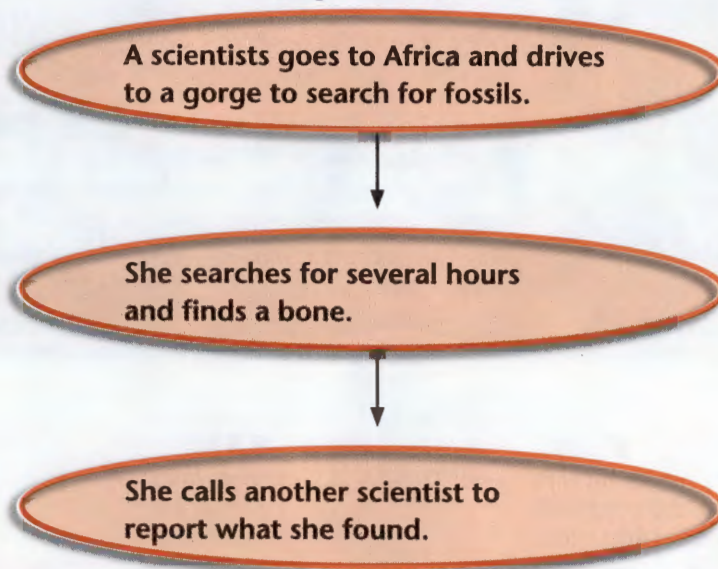 A scientists goes to Africa and drives
to a gorge to search for fossils.
She searches for several hours
and finds a bone.
She calls another scientist to
report what she found.